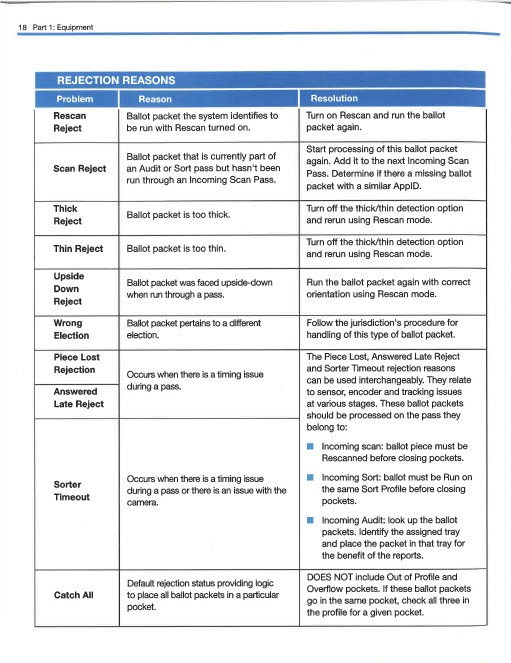 18 Part 1: Equipment
REJECTION REASONS
Problem Reason Resolution
Rescan
Reject
Ballot packet the system identifies to
be run with Rescan turned on.
Turn on Rescan and run the ballot
packet again.
Scan Reject
Ballot packet that is currently part of
an Audit or Sort pass but hasn't been
run through an Incoming Scan Pass.
Start processing of this ballot packet
again. Add it to the next Incoming Scan
Pass. Determine if there a missing ballot
packet with a similar AppID.
Thick
Reject
Ballot packet is too thick.
Turn off the thick/thin detection option
and rerun using Rescan mode.
Thin Reject
Ballot packet is too thin.
Turn off the thick/thin detection option
and rerun using Rescan mode.
Upside
Down
Reject
Ballot packet was faced upside-down
when run through a pass.
Run the ballot packet again with correct
orientation using Rescan mode.
Wrong
Election
Ballot packet pertains to a different
election.
Follow the jurisdiction's procedure for
handling of this type of ballot packet.
Piece Lost
Rejection
Answered
Late Reject
Occurs when there is a timing issue
during a pass.
The Piece Lost, Answered Late Reject
and Sorter Timeout rejection reasons
can be used interchangeably. They relate
to sensor, encoder and tracking issues
at various stages. These ballot packets
should be processed on the pass they
belong to:
Incoming scan: ballot piece must be
Rescanned before closing pockets.
Incoming Sort: ballot must be Run on
the same Sort Profile before closing
pockets.
Incoming Audit: look up the ballot
packets. Identify the assigned tray
and place the packet in that tray for
the benefit of the reports.
Sorter
Timeout
Occurs when there is a timing issue
during a pass or there is an issue with the
camera.
Catch All
Default rejection status providing logic
to place all ballot packets in a particular
pocket.
DOES NOT include Out of Profile and
Overflow pockets. If these ballot packets
go in the same pocket, check all three in
the profile for a given pocket.